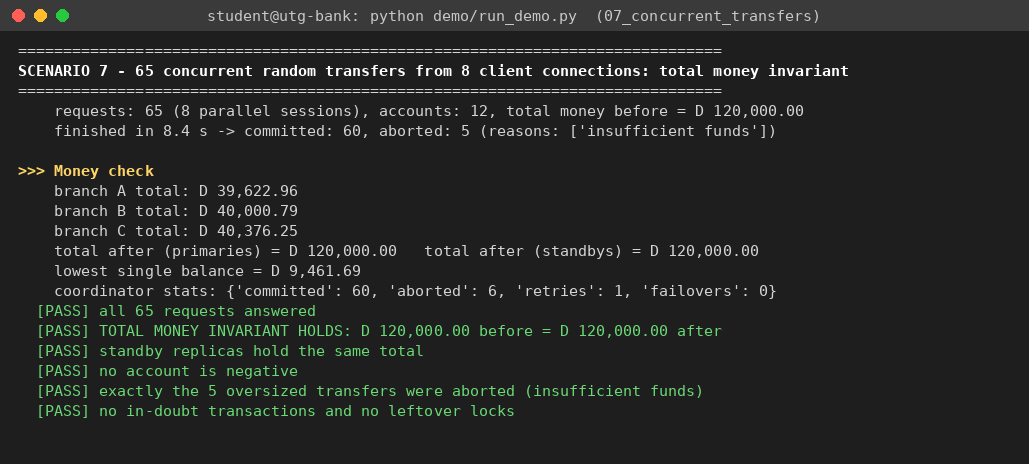 student@utg-bank: python demo/run_demo.py  (07_concurrent_transfers)
==============================================================================
SCENARIO 7 - 65 concurrent random transfers from 8 client connections: total money invariant
==============================================================================
requests: 65 (8 parallel sessions), accounts: 12, total money before = D 120,000.00
finished in 8.4 s -> committed: 60, aborted: 5 (reasons: ['insufficient funds'])
>>> Money check
branch A total: D 39,622.96
branch B total: D 40,000.79
branch C total: D 40,376.25
total after (primaries) = D 120,000.00   total after (standbys) = D 120,000.00
lowest single balance = D 9,461.69
coordinator stats: {'committed': 60, 'aborted': 6, 'retries': 1, 'failovers': 0}
[PASS] all 65 requests answered
[PASS] TOTAL MONEY INVARIANT HOLDS: D 120,000.00 before = D 120,000.00 after
[PASS] standby replicas hold the same total
[PASS] no account is negative
[PASS] exactly the 5 oversized transfers were aborted (insufficient funds)
[PASS] no in-doubt transactions and no leftover locks